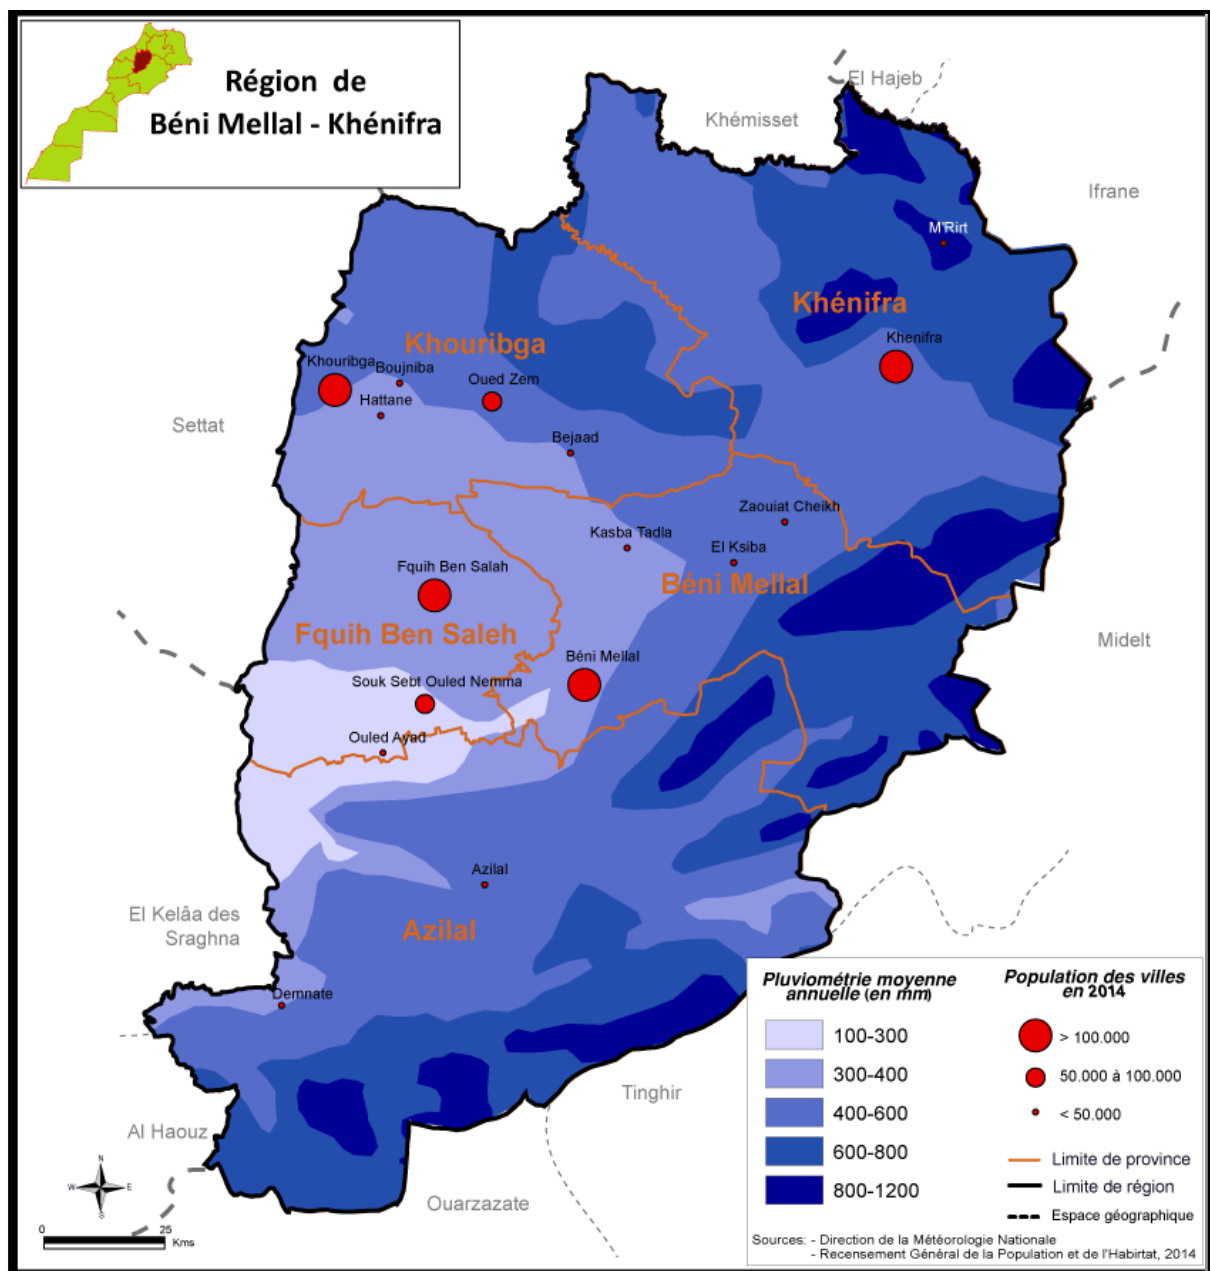 Région de
Béni Mellal - Khénifra
El Hajeb
Khémisset
Ifrane
M'Rirt
Khénifra
Khenifra
Khouribga
Khouribga
Boujniba
Oued Zem
Hattane
Settat
Bejaad
Zaouiat Cheikh
Kasba Tadla
El Ksiba
Fquih Ben Salah
Béni Mellal
Fquih Ben Saleh
Midelt
Béni Mellal
Souk Sebt Ouled Nemma
Ouled Ayad
Azilal
El Kelâa des
Sraghna
Azilal
Demnate
Tinghir
Al Haouz
Ouarzazate
N
W
E
S
0
25
Kms
Pluviométrie moyenne
annuelle (en mm)
100-300
300-400
400-600
600-800
800-1200
Population des villes
en 2014
> 100.000
50.000 à 100.000
< 50.000
Limite de province
Limite de région
Espace géographique
Sources: - Direction de la Météorologie Nationale
- Recensement Général de la Population et de l'Habirtat, 2014